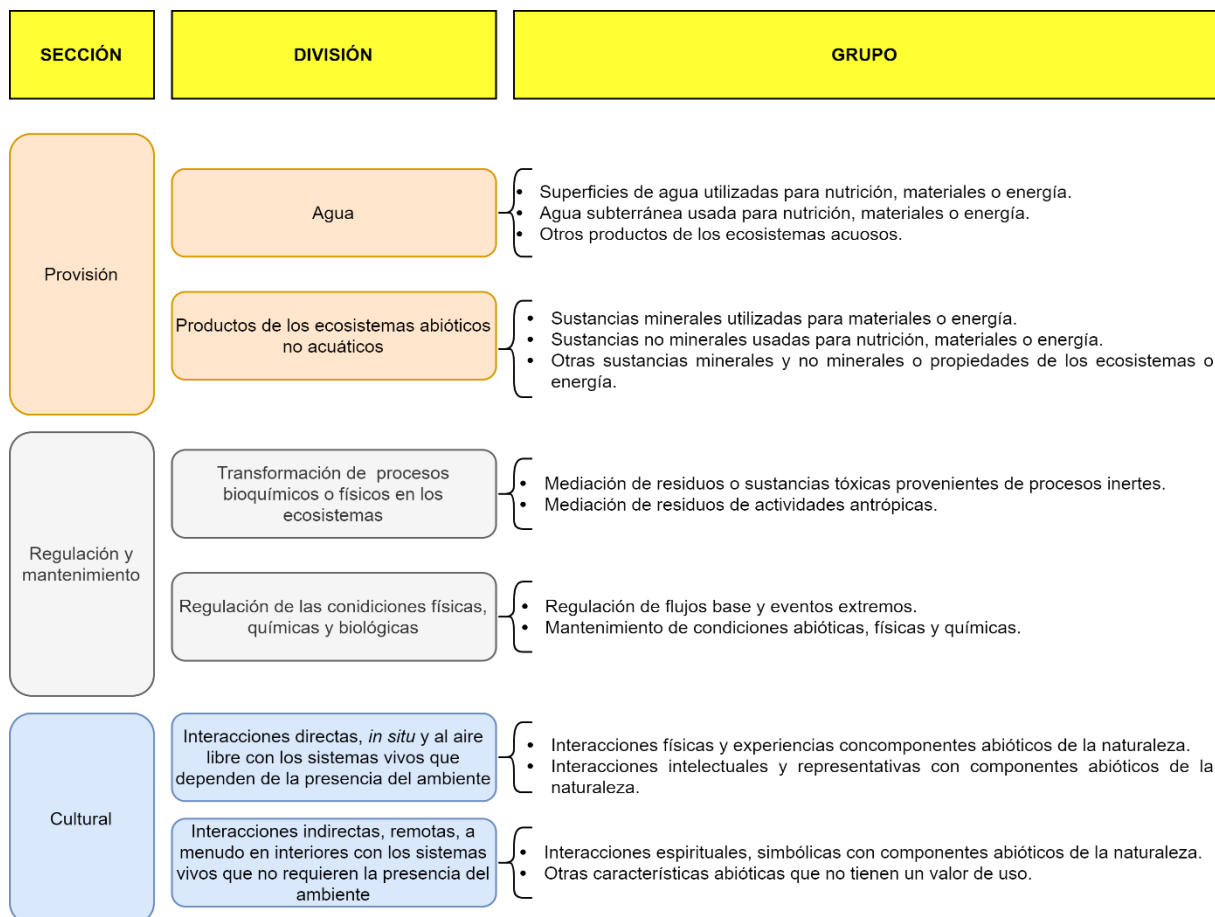 SECCIÓN
DIVISIÓN
GRUPO
Provisión
Agua
• Superficies de agua utilizadas para nutrición, materiales o energía.
• Agua subterránea usada para nutrición, materiales o energía.
• Otros productos de los ecosistemas acuosos.
Productos de los ecosistemas abióticos
no acuáticos
• Sustancias minerales utilizadas para materiales o energía.
• Sustancias no minerales usadas para nutrición, materiales o energía.
• Otras sustancias minerales y no minerales o propiedades de los ecosistemas o
energía.
Regulación y
mantenimiento
Transformación de procesos
bioquímicos o físicos en los
ecosistemas
• Mediación de residuos o sustancias tóxicas provenientes de procesos inertes.
• Mediación de residuos de actividades antrópicas.
Regulación de las conidiciones físicas,
químicas y biológicas
• Regulación de flujos base y eventos extremos.
• Mantenimiento de condiciones abióticas, físicas y químicas.
Cultural
Interacciones directas, in situ y al aire
libre con los sistemas vivos que
dependen de la presencia del ambiente
• Interacciones físicas y experiencias concomponentes abióticos de la naturaleza.
• Interacciones intelectuales y representativas con componentes abióticos de la
naturaleza.
Interacciones indirectas, remotas, a
menudo en interiores con los sistemas
vivos que no requieren la presencia del
ambiente
• Interacciones espirituales, simbólicas con componentes abióticos de la naturaleza.
• Otras características abióticas que no tienen un valor de uso.